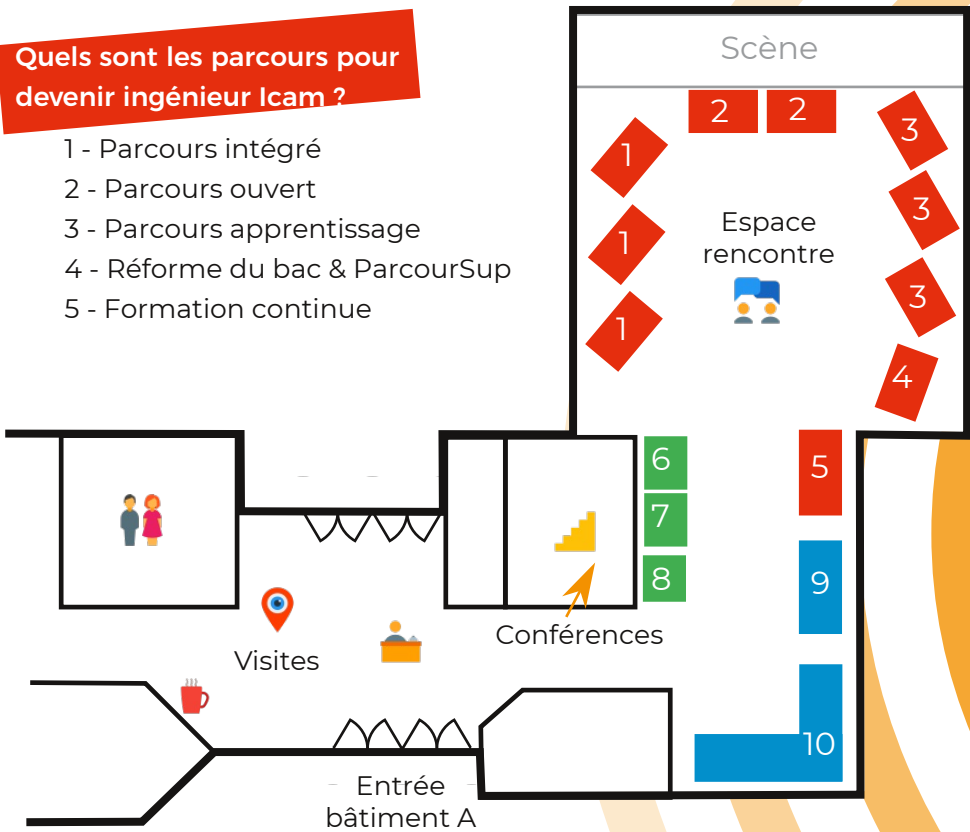 Quels sont les parcours pour
devenir ingénieur Icam ?
1 - Parcours intégré
2 - Parcours ouvert
3 - Parcours apprentissage
4 - Réforme du bac & ParcourSup
5 - Formation continue
Scène
2 2
1
3
1
3
Espace
rencontre
1
3
4
6
5
7
8
9
Conférences
Visites
10
Entrée
bâtiment A